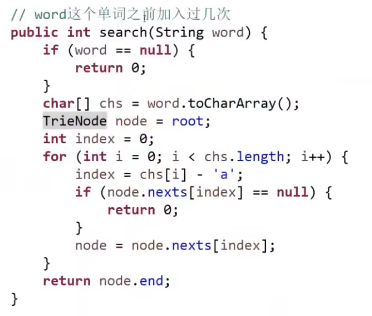 // word这个单词之前加入过几次
public int search(String word) {
    if (word == null) {
        return 0;
    }
    char[] chs = word.toCharArray();
    TrieNode node = root;
    int index = 0;
    for (int i = 0; i < chs.length; i++) {
        index = chs[i] - 'a';
        if (node.nexts[index] == null) {
            return 0;
        }
        node = node.nexts[index];
    }
    return node.end;
}